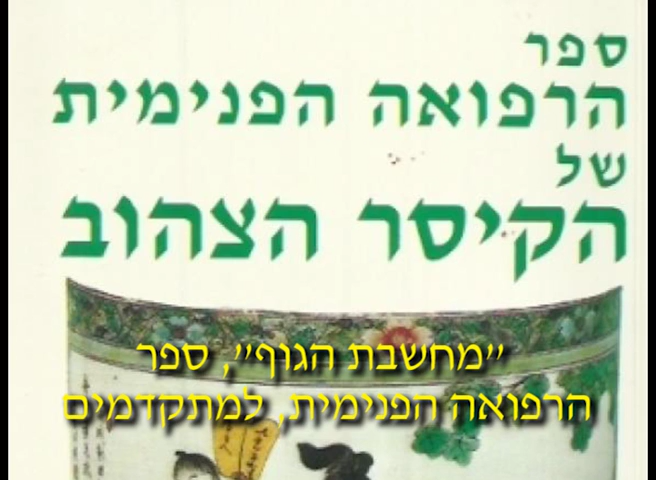 ספר
הרפואה הפנימית
של
הקיסר הצהוב
״מחשבת הגוף״, ספר
הרפואה הפנימית, למתקדמים